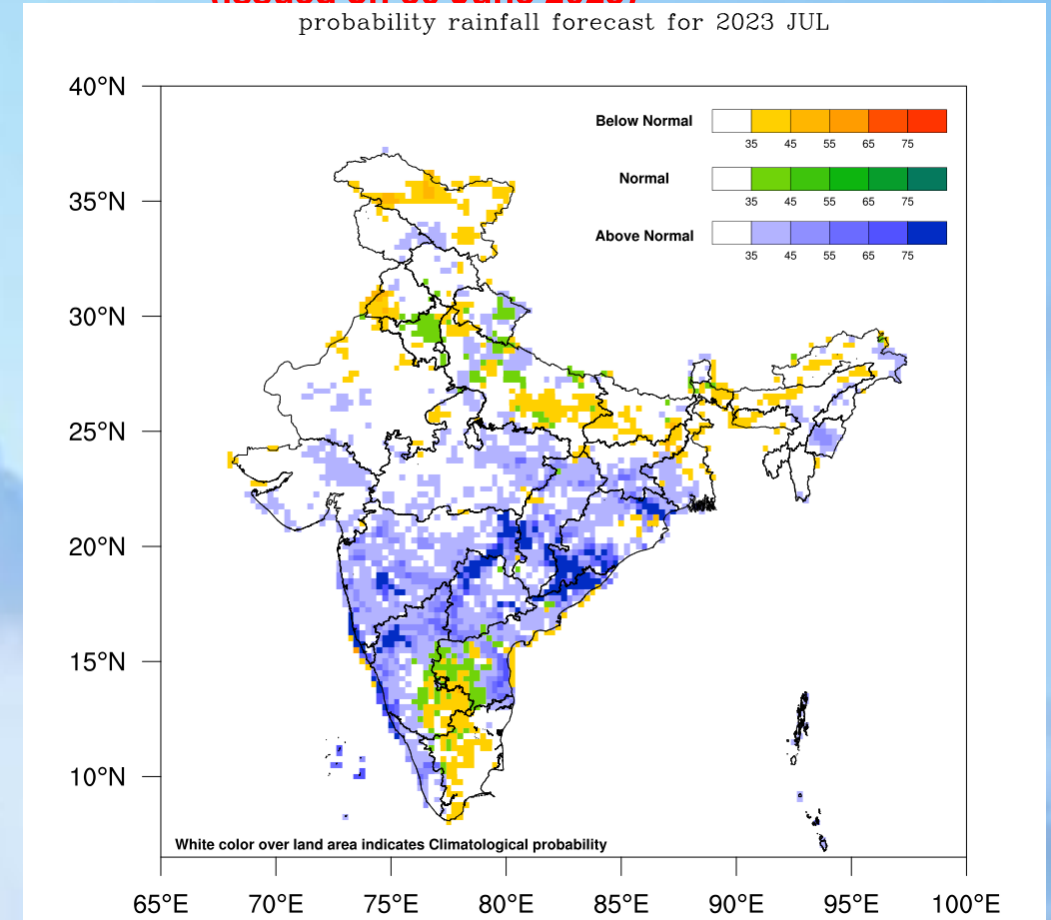 probability rainfall forecast for 2023 JUL
40°N
Below Normal
35 45 55 65 75
Normal
35 45 55 65 75
35°N
Above Normal
35 45 55 65 75
30°N
25°N
20°N
15°N
10°N
White color over land area indicates Climatological probability
65°E 70°E 75°E 80°E 85°E 90°E 95°E 100°E